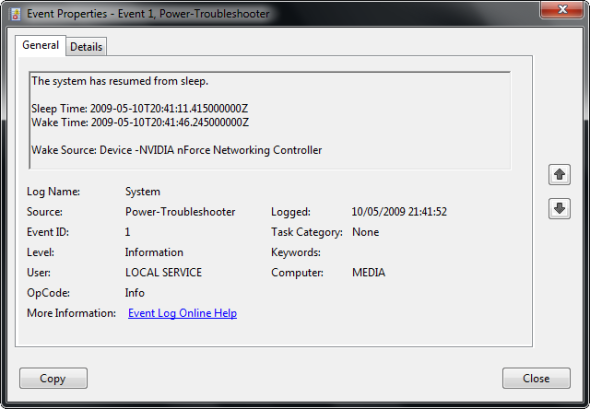 Event Properties - Event 1, Power-Troubleshooter
General Details
The system has resumed from sleep.
Sleep Time: 2009-05-10T20:41:11.415000000Z
Wake Time: 2009-05-10T20:41:46.245000000Z
Wake Source: Device -NVIDIA nForce Networking Controller
Log Name: System
Source: Power-Troubleshooter Logged: 10/05/2009 21:41:52
Event ID: 1 Task Category: None
Level: Information Keywords:
User: LOCAL SERVICE Computer: MEDIA
OpCode: Info
More Information: Event Log Online Help
Copy Close